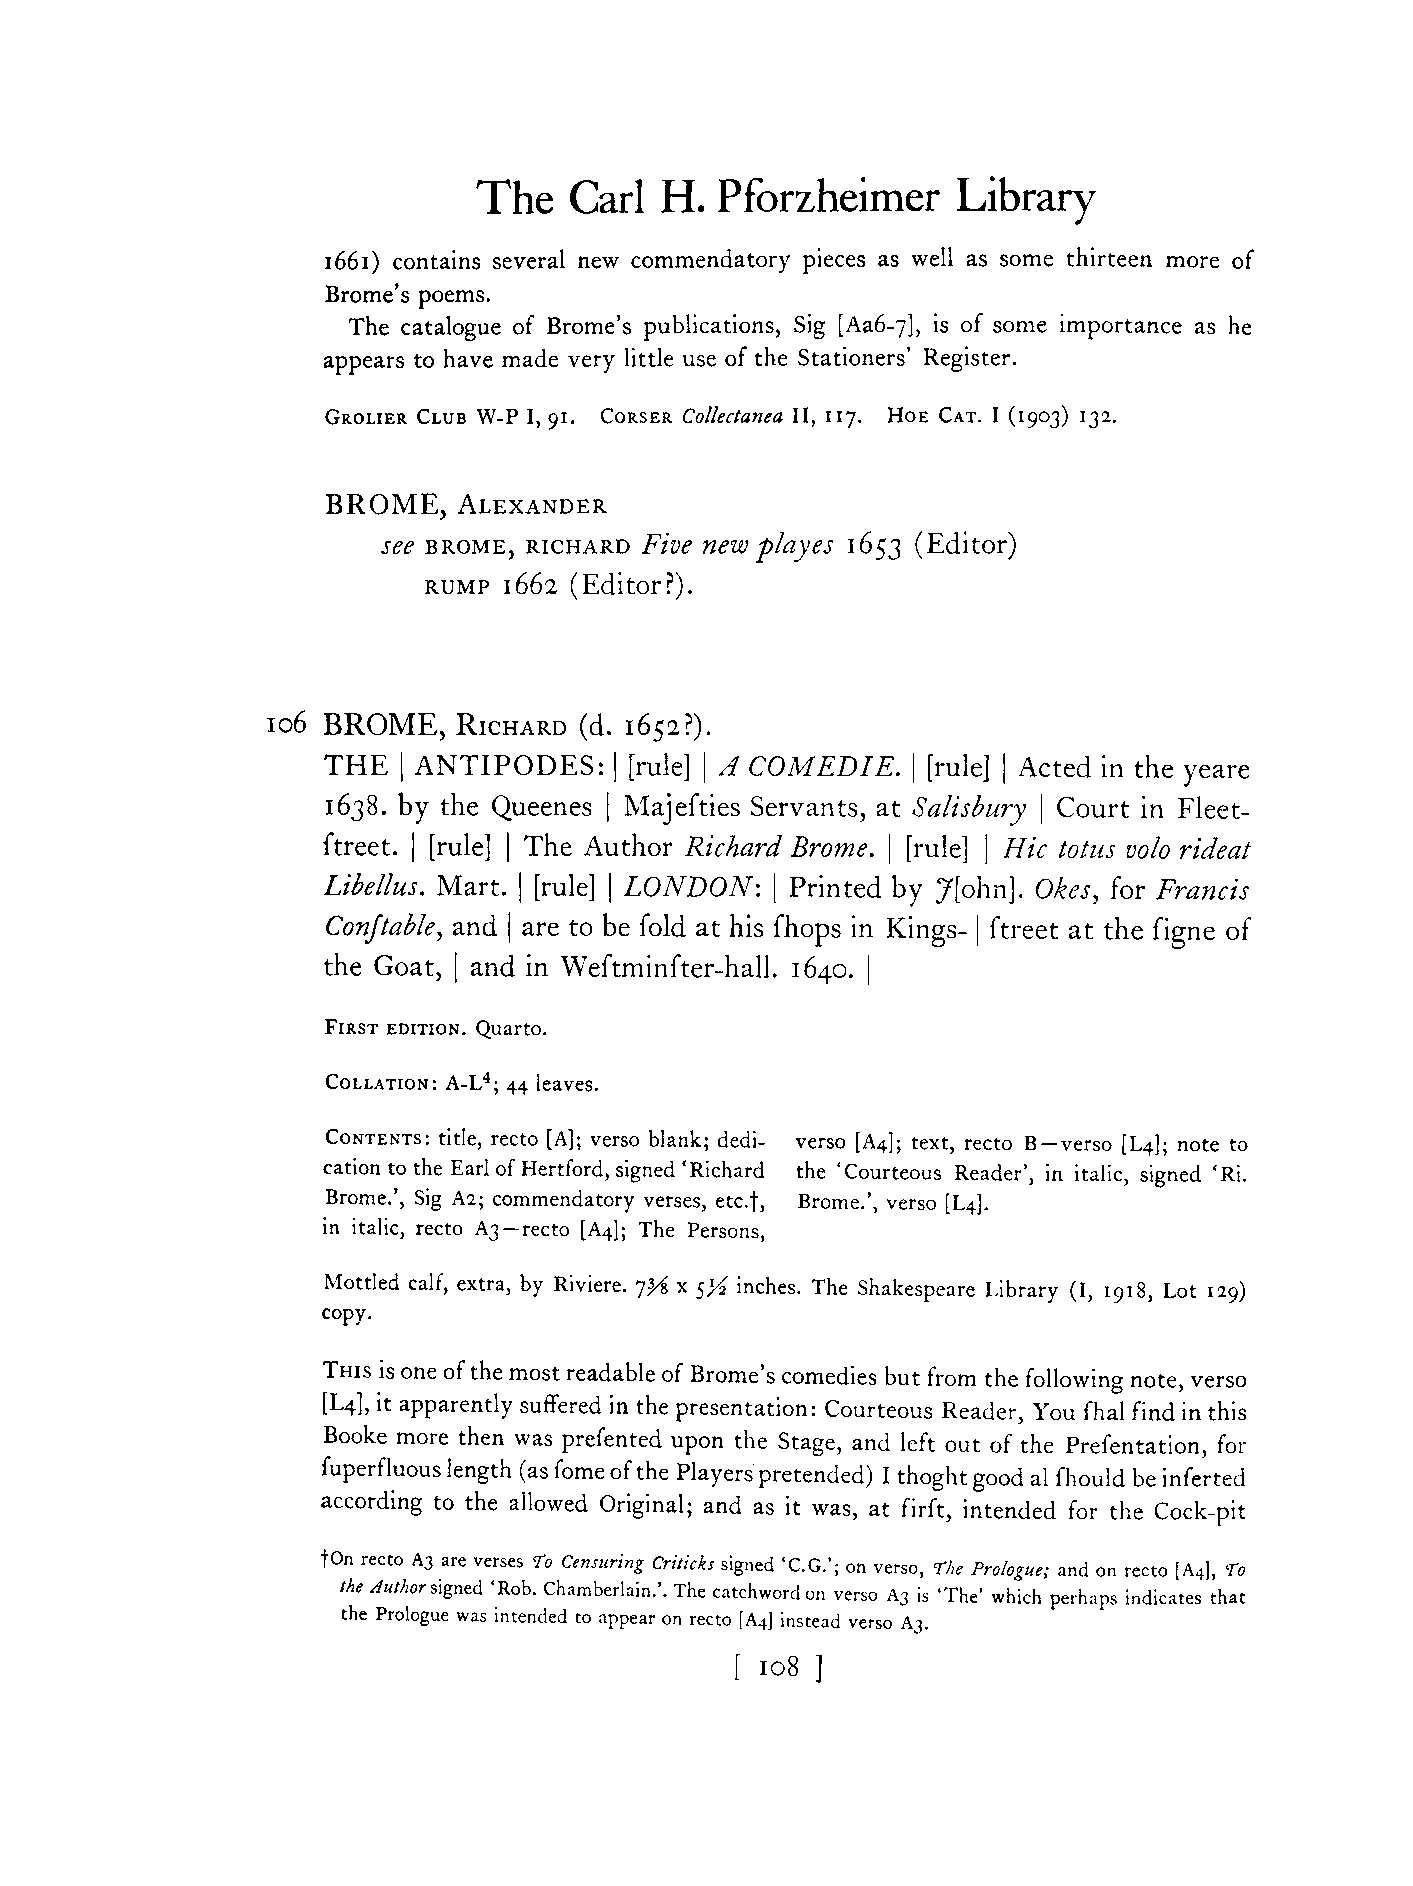 The Carl H. Pforzheimer Library
1661) contains several new commendatory pieces as well as some thirteen more of
Brome's poems.
The catalogue of Brome's publications, Sig [Aa6-7], is of some importance as he
appears to have made very little use of the Stationers' Register.
GROLIER CLUB W-P I, 91. CORSER Collectanea II, 117. HOE CAT. I (1903) 132.
BROME, ALEXANDER
see BROME, RICHARD Five new playes 1653 (Editor)
RUMP 1662 (Editor?).
106 BROME, RICHARD (d. 1652?).
THE | ANTIPODES: | [rule] | A COMEDIE. | [rule] | Acted in the yeare
1638. by the Queenes | Majeſties Servants, at Salisbury | Court in Fleet-
ſtreet. | [rule] | The Author Richard Brome. | [rule] | Hic totus volo rideat
Libellus. Mart. | [rule] | LONDON: | Printed by J[ohn]. Okes, for Francis
Conſtable, and | are to be ſold at his ſhops in Kings- | ſtreet at the ſigne of
the Goat, | and in Weſtminſter-hall. 1640. |
FIRST EDITION. Quarto.
COLLATION: A-L⁴; 44 leaves.
CONTENTS: title, recto [A]; verso blank; dedi-
cation to the Earl of Hertford, signed 'Richard
Brome.', Sig A2; commendatory verses, etc.†,
in italic, recto A3—recto [A4]; The Persons,
verso [A4]; text, recto B—verso [L4]; note to
the 'Courteous Reader', in italic, signed 'Ri.
Brome.', verso [L4].
Mottled calf, extra, by Riviere. 7⅜ x 5½ inches. The Shakespeare Library (I, 1918, Lot 129)
copy.
THIS is one of the most readable of Brome's comedies but from the following note, verso
[L4], it apparently suffered in the presentation: Courteous Reader, You ſhal find in this
Booke more then was preſented upon the Stage, and left out of the Preſentation, for
ſuperfluous length (as ſome of the Players pretended) I thoght good al ſhould be inſerted
according to the allowed Original; and as it was, at firſt, intended for the Cock-pit
†On recto A3 are verses To Censuring Criticks signed 'C.G.'; on verso, The Prologue; and on recto [A4], To
the Author signed 'Rob. Chamberlain.'. The catchword on verso A3 is 'The' which perhaps indicates that
the Prologue was intended to appear on recto [A4] instead verso A3.
[ 108 ]